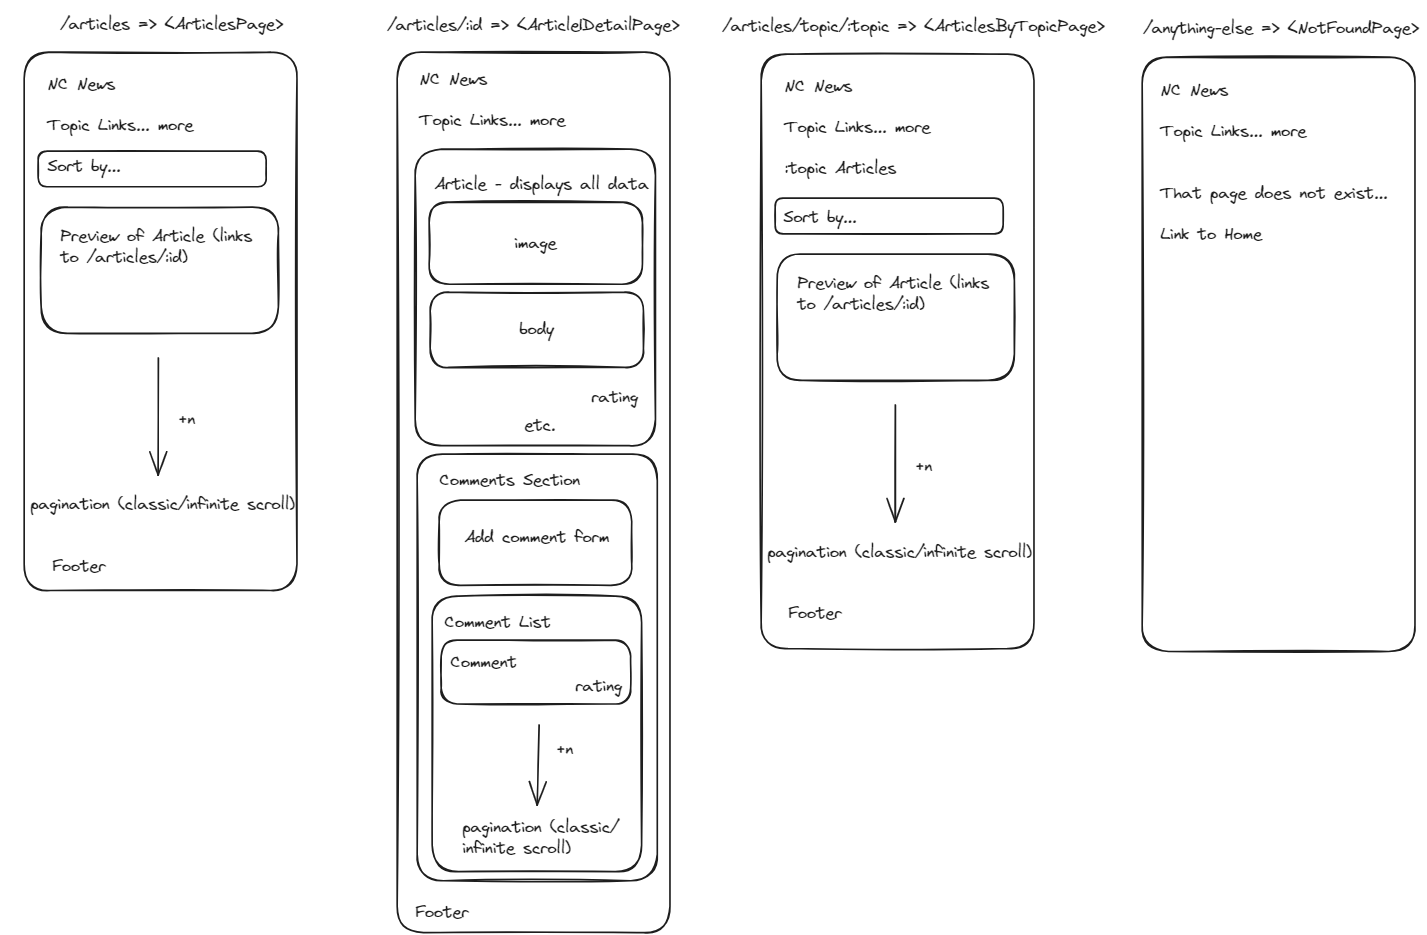 /articles => <ArticlesPage>
NC News
Topic Links... more
Sort by...
Preview of Article (links
to /articles/:id)
+n
pagination (classic/infinite scroll)
Footer
/articles/:id => <ArticleIDetailPage>
NC News
Topic Links... more
Article - displays all data
image
body
rating
etc.
Comments Section
Add comment form
Comment List
Comment
rating
+n
pagination (classic/
infinite scroll)
Footer
/articles/topic/:topic => <ArticlesByTopicPage>
NC News
Topic Links... more
:topic Articles
Sort by...
Preview of Article (links
to /articles/:id)
+n
pagination (classic/infinite scroll)
Footer
/anything-else => <NotFoundPage>
NC News
Topic Links... more
That page does not exist...
Link to Home